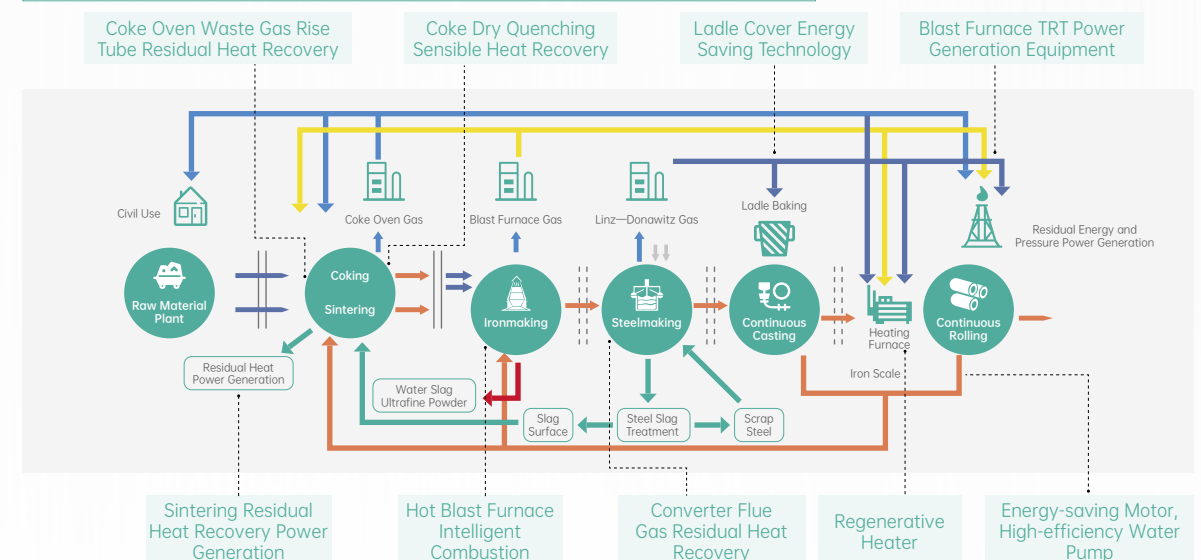 Coke Oven Waste Gas Rise
Tube Residual Heat Recovery
Coke Dry Quenching
Sensible Heat Recovery
Ladle Cover Energy
Saving Technology
Blast Furnace TRT Power
Generation Equipment
Civil Use
Coke Oven Gas
Blast Furnace Gas
Linz—Donawitz Gas
Ladle Baking
Residual Energy and
Pressure Power Generation
Raw Material
Plant
Coking
Sintering
Ironmaking
Steelmaking
Continuous
Casting
Heating
Furnace
Continuous
Rolling
Residual Heat
Power Generation
Water Slag
Ultrafine Powder
Iron Scale
Slag
Surface
Steel Slag
Treatment
Scrap
Steel
Sintering Residual
Heat Recovery Power
Generation
Hot Blast Furnace
Intelligent
Combustion
Converter Flue
Gas Residual Heat
Recovery
Regenerative
Heater
Energy-saving Motor,
High-efficiency Water
Pump